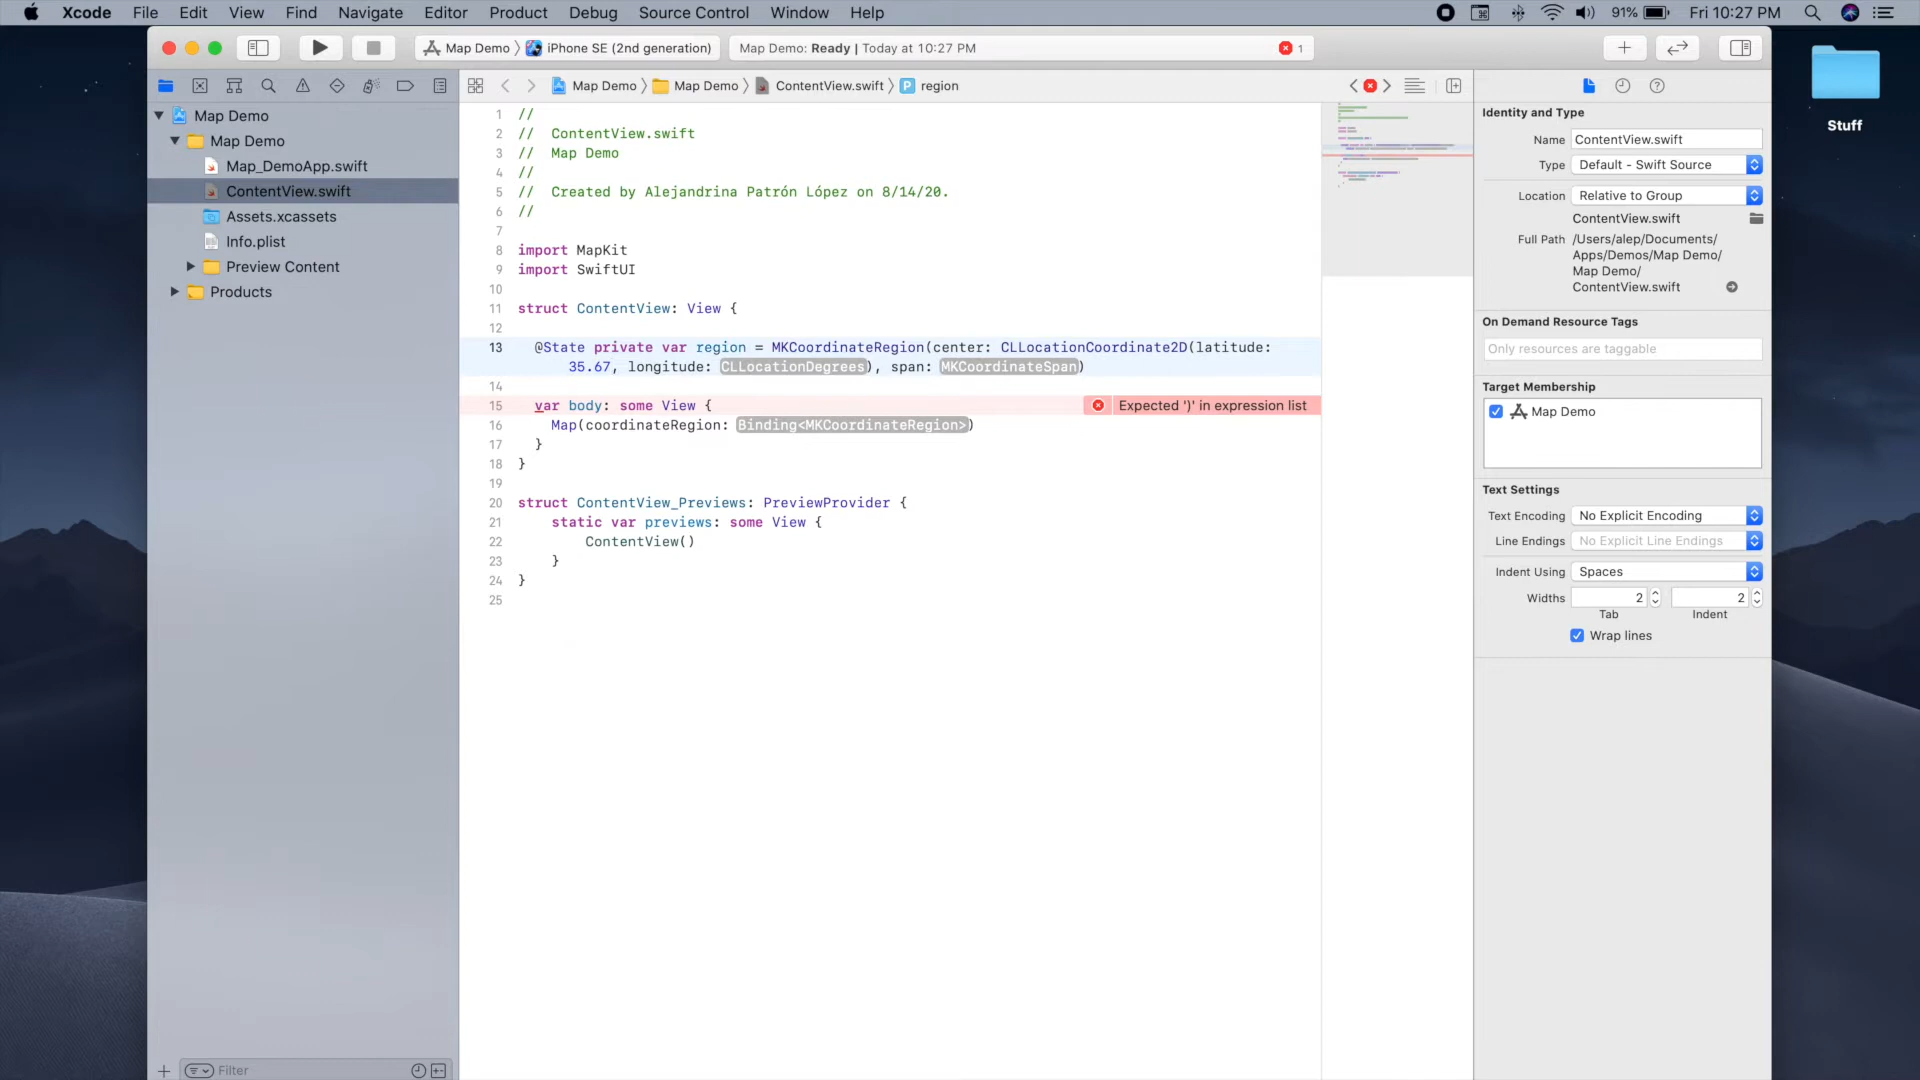 Xcode File Edit View Find Navigate Editor Product Debug Source Control Window Help 91% Fri 10:27 PM
Map Demo iPhone SE (2nd generation) Map Demo: Ready | Today at 10:27 PM 1
Map Demo Map Demo ContentView.swift P region
Map Demo
Map Demo
Map_DemoApp.swift
ContentView.swift
Assets.xcassets
Info.plist
Preview Content
Products
Filter
1 //
2 // ContentView.swift
3 // Map Demo
4 //
5 // Created by Alejandrina Patrón López on 8/14/20.
6 //
7
8 import MapKit
9 import SwiftUI
10
11 struct ContentView: View {
12
13 @State private var region = MKCoordinateRegion(center: CLLocationCoordinate2D(latitude:
35.67, longitude: CLLocationDegrees), span: MKCoordinateSpan)
14
15 var body: some View { Expected ')' in expression list
16 Map(coordinateRegion: Binding<MKCoordinateRegion>)
17 }
18 }
19
20 struct ContentView_Previews: PreviewProvider {
21 static var previews: some View {
22 ContentView()
23 }
24 }
25
Identity and Type
Name ContentView.swift
Type Default - Swift Source
Location Relative to Group
ContentView.swift
Full Path /Users/alep/Documents/
Apps/Demos/Map Demo/
Map Demo/
ContentView.swift
On Demand Resource Tags
Only resources are taggable
Target Membership
Map Demo
Text Settings
Text Encoding No Explicit Encoding
Line Endings No Explicit Line Endings
Indent Using Spaces
Widths 2 2
Tab Indent
Wrap lines
Stuff